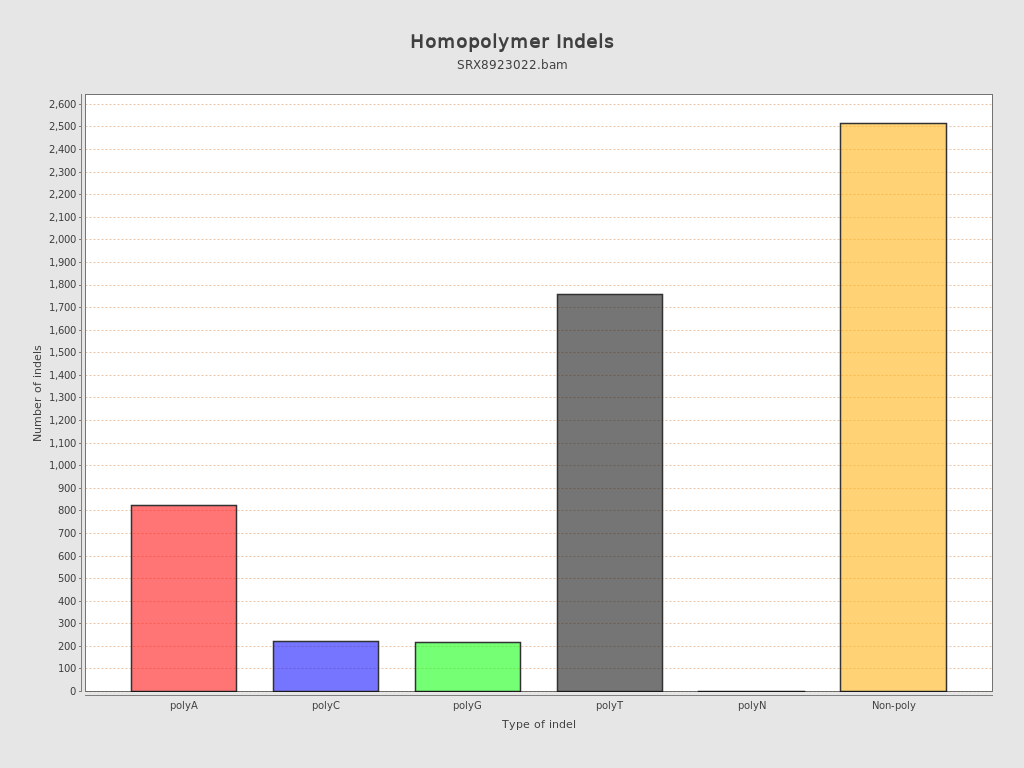 Homopolymer Indels
SRX8923022.bam
2,600
2,500
2,400
2,300
2,200
2,100
2,000
1,900
1,800
1,700
1,600
1,500
1,400
1,300
1,200
1,100
1,000
900
800
700
600
500
400
300
200
100
0
Number of indels
polyA
polyC
polyG
polyT
polyN
Non-poly
Type of indel